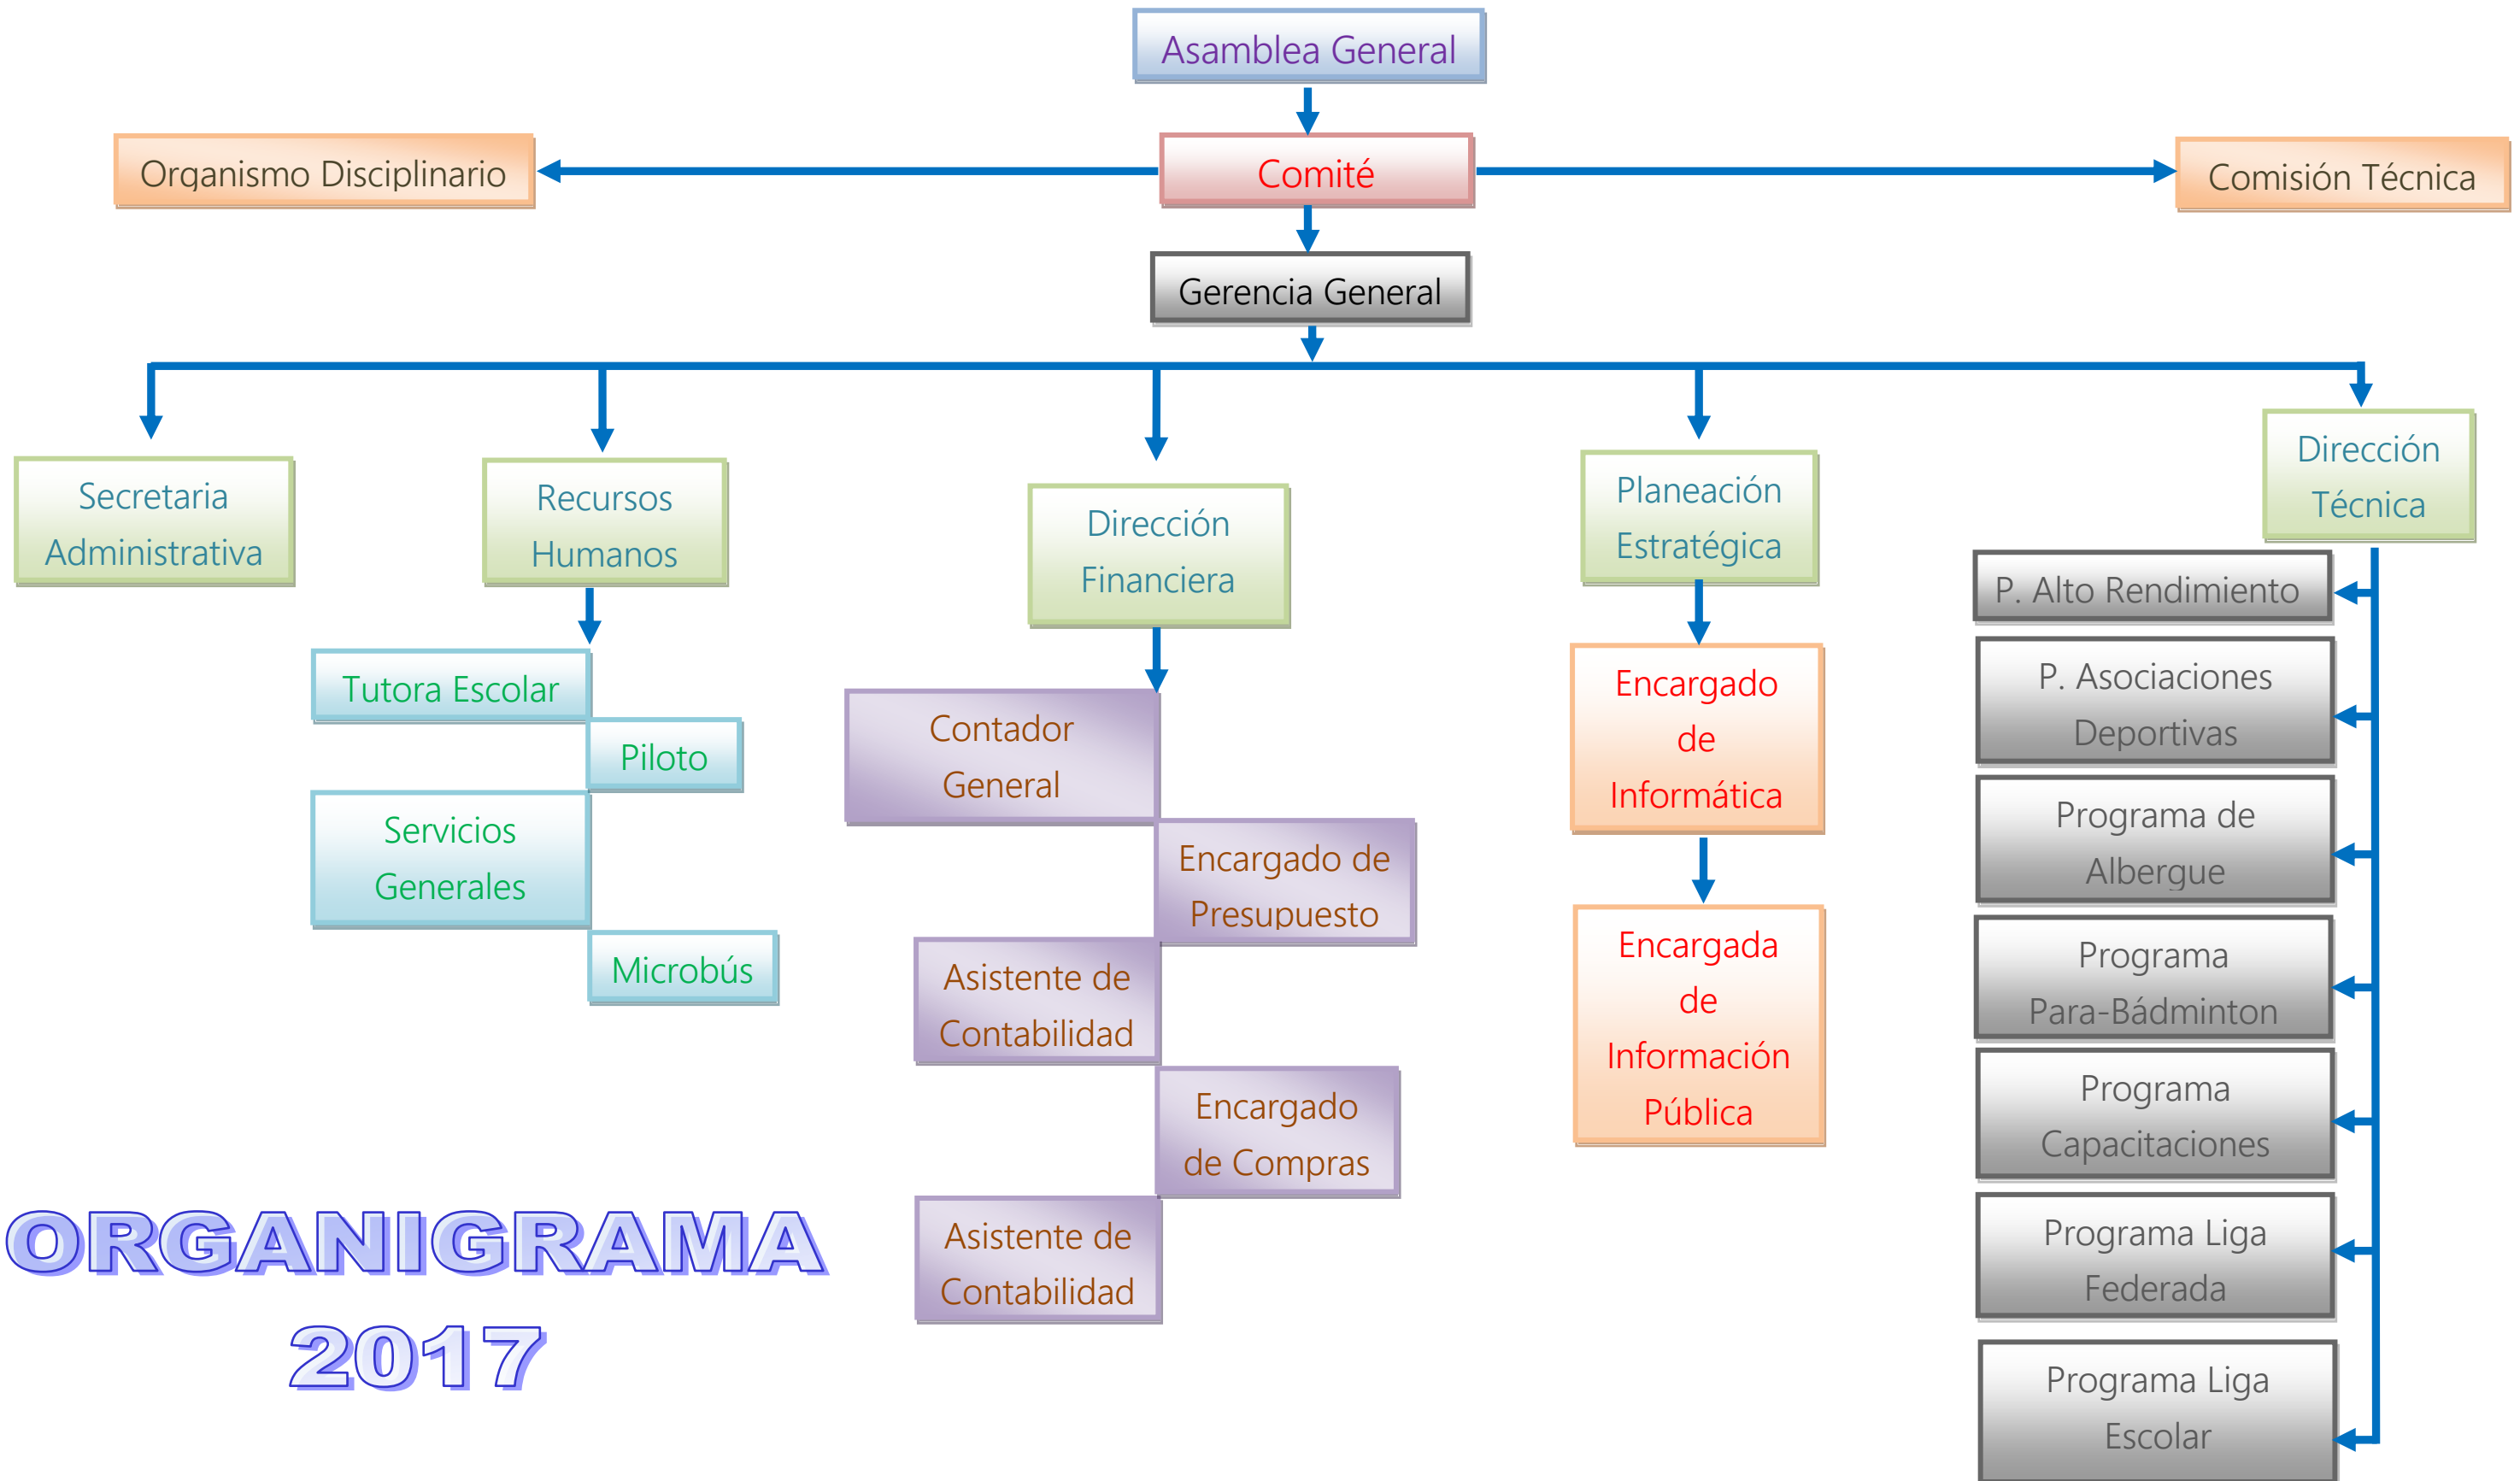 Asamblea General
Organismo Disciplinario
Comité
Comisión Técnica
Gerencia General
Secretaria
Administrativa
Recursos
Humanos
Dirección
Financiera
Planeación
Estratégica
Dirección
Técnica
Tutora Escolar
Piloto
Servicios
Generales
Microbús
Contador
General
Encargado de
Presupuesto
Asistente de
Contabilidad
Encargado
de Compras
Asistente de
Contabilidad
Encargado
de
Informática
Encargada
de
Información
Pública
P. Alto Rendimiento
P. Asociaciones
Deportivas
Programa de
Albergue
Programa
Para-Bádminton
Programa
Capacitaciones
Programa Liga
Federada
Programa Liga
Escolar
ORGANIGRAMA
2017